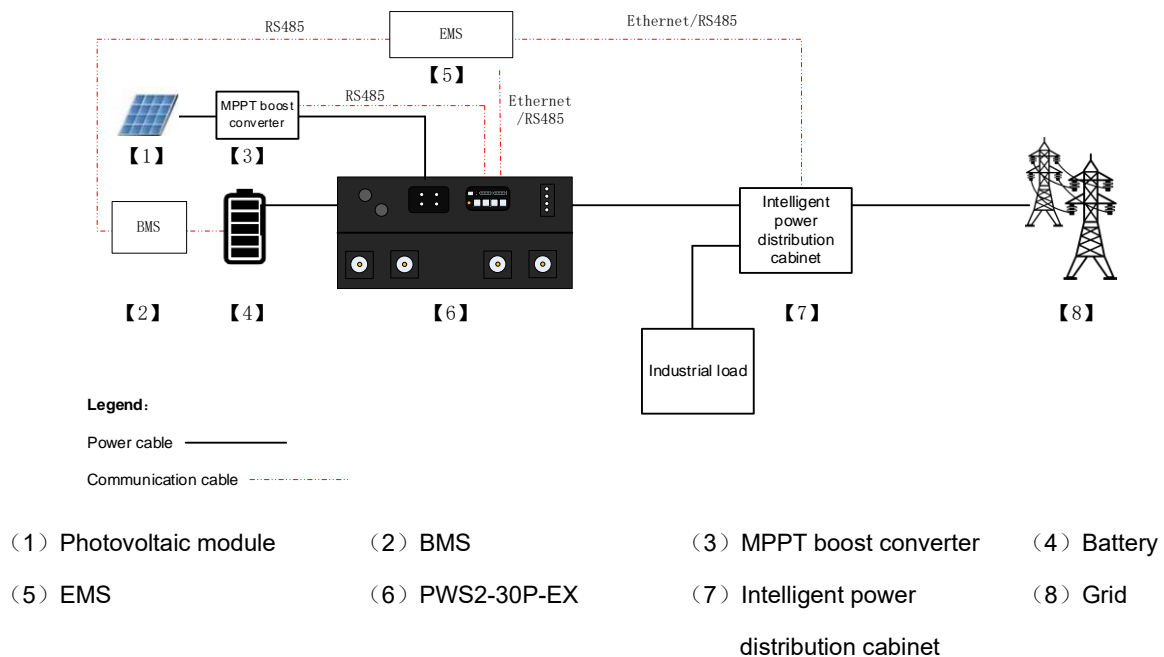 RS485
EMS
Ethernet/RS485
【5】
MPPT boost
converter
RS485
Ethernet
/RS485
【1】
【3】
BMS
Intelligent
power
distribution
cabinet
【2】
【4】
【6】
【7】
【8】
Industrial load
Legend：
Power cable
Communication cable
（1）Photovoltaic module （2）BMS （3）MPPT boost converter （4）Battery
（5）EMS （6）PWS2-30P-EX （7）Intelligent power （8）Grid
distribution cabinet